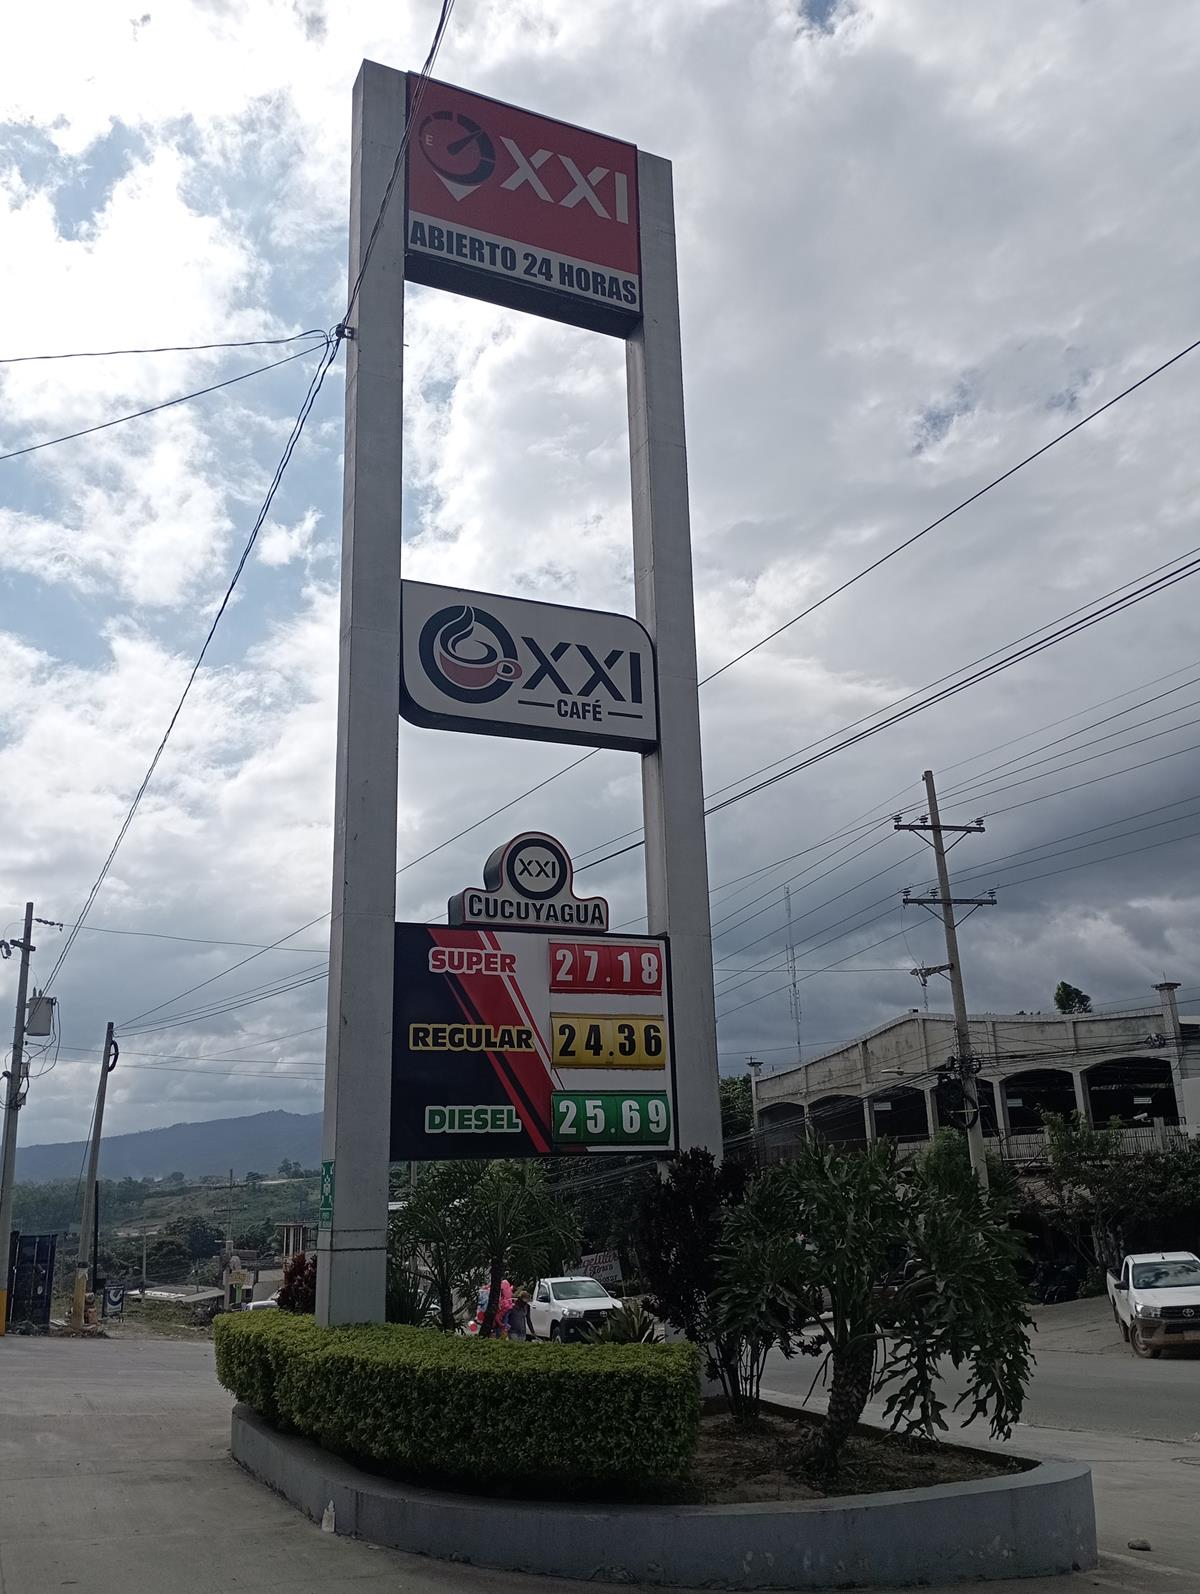 E
XXI
ABIERTO 24 HORAS
XXI
CAFÉ
XXI
CUCUYAGUA
SUPER 27.18
REGULAR 24.36
DIESEL 25.69